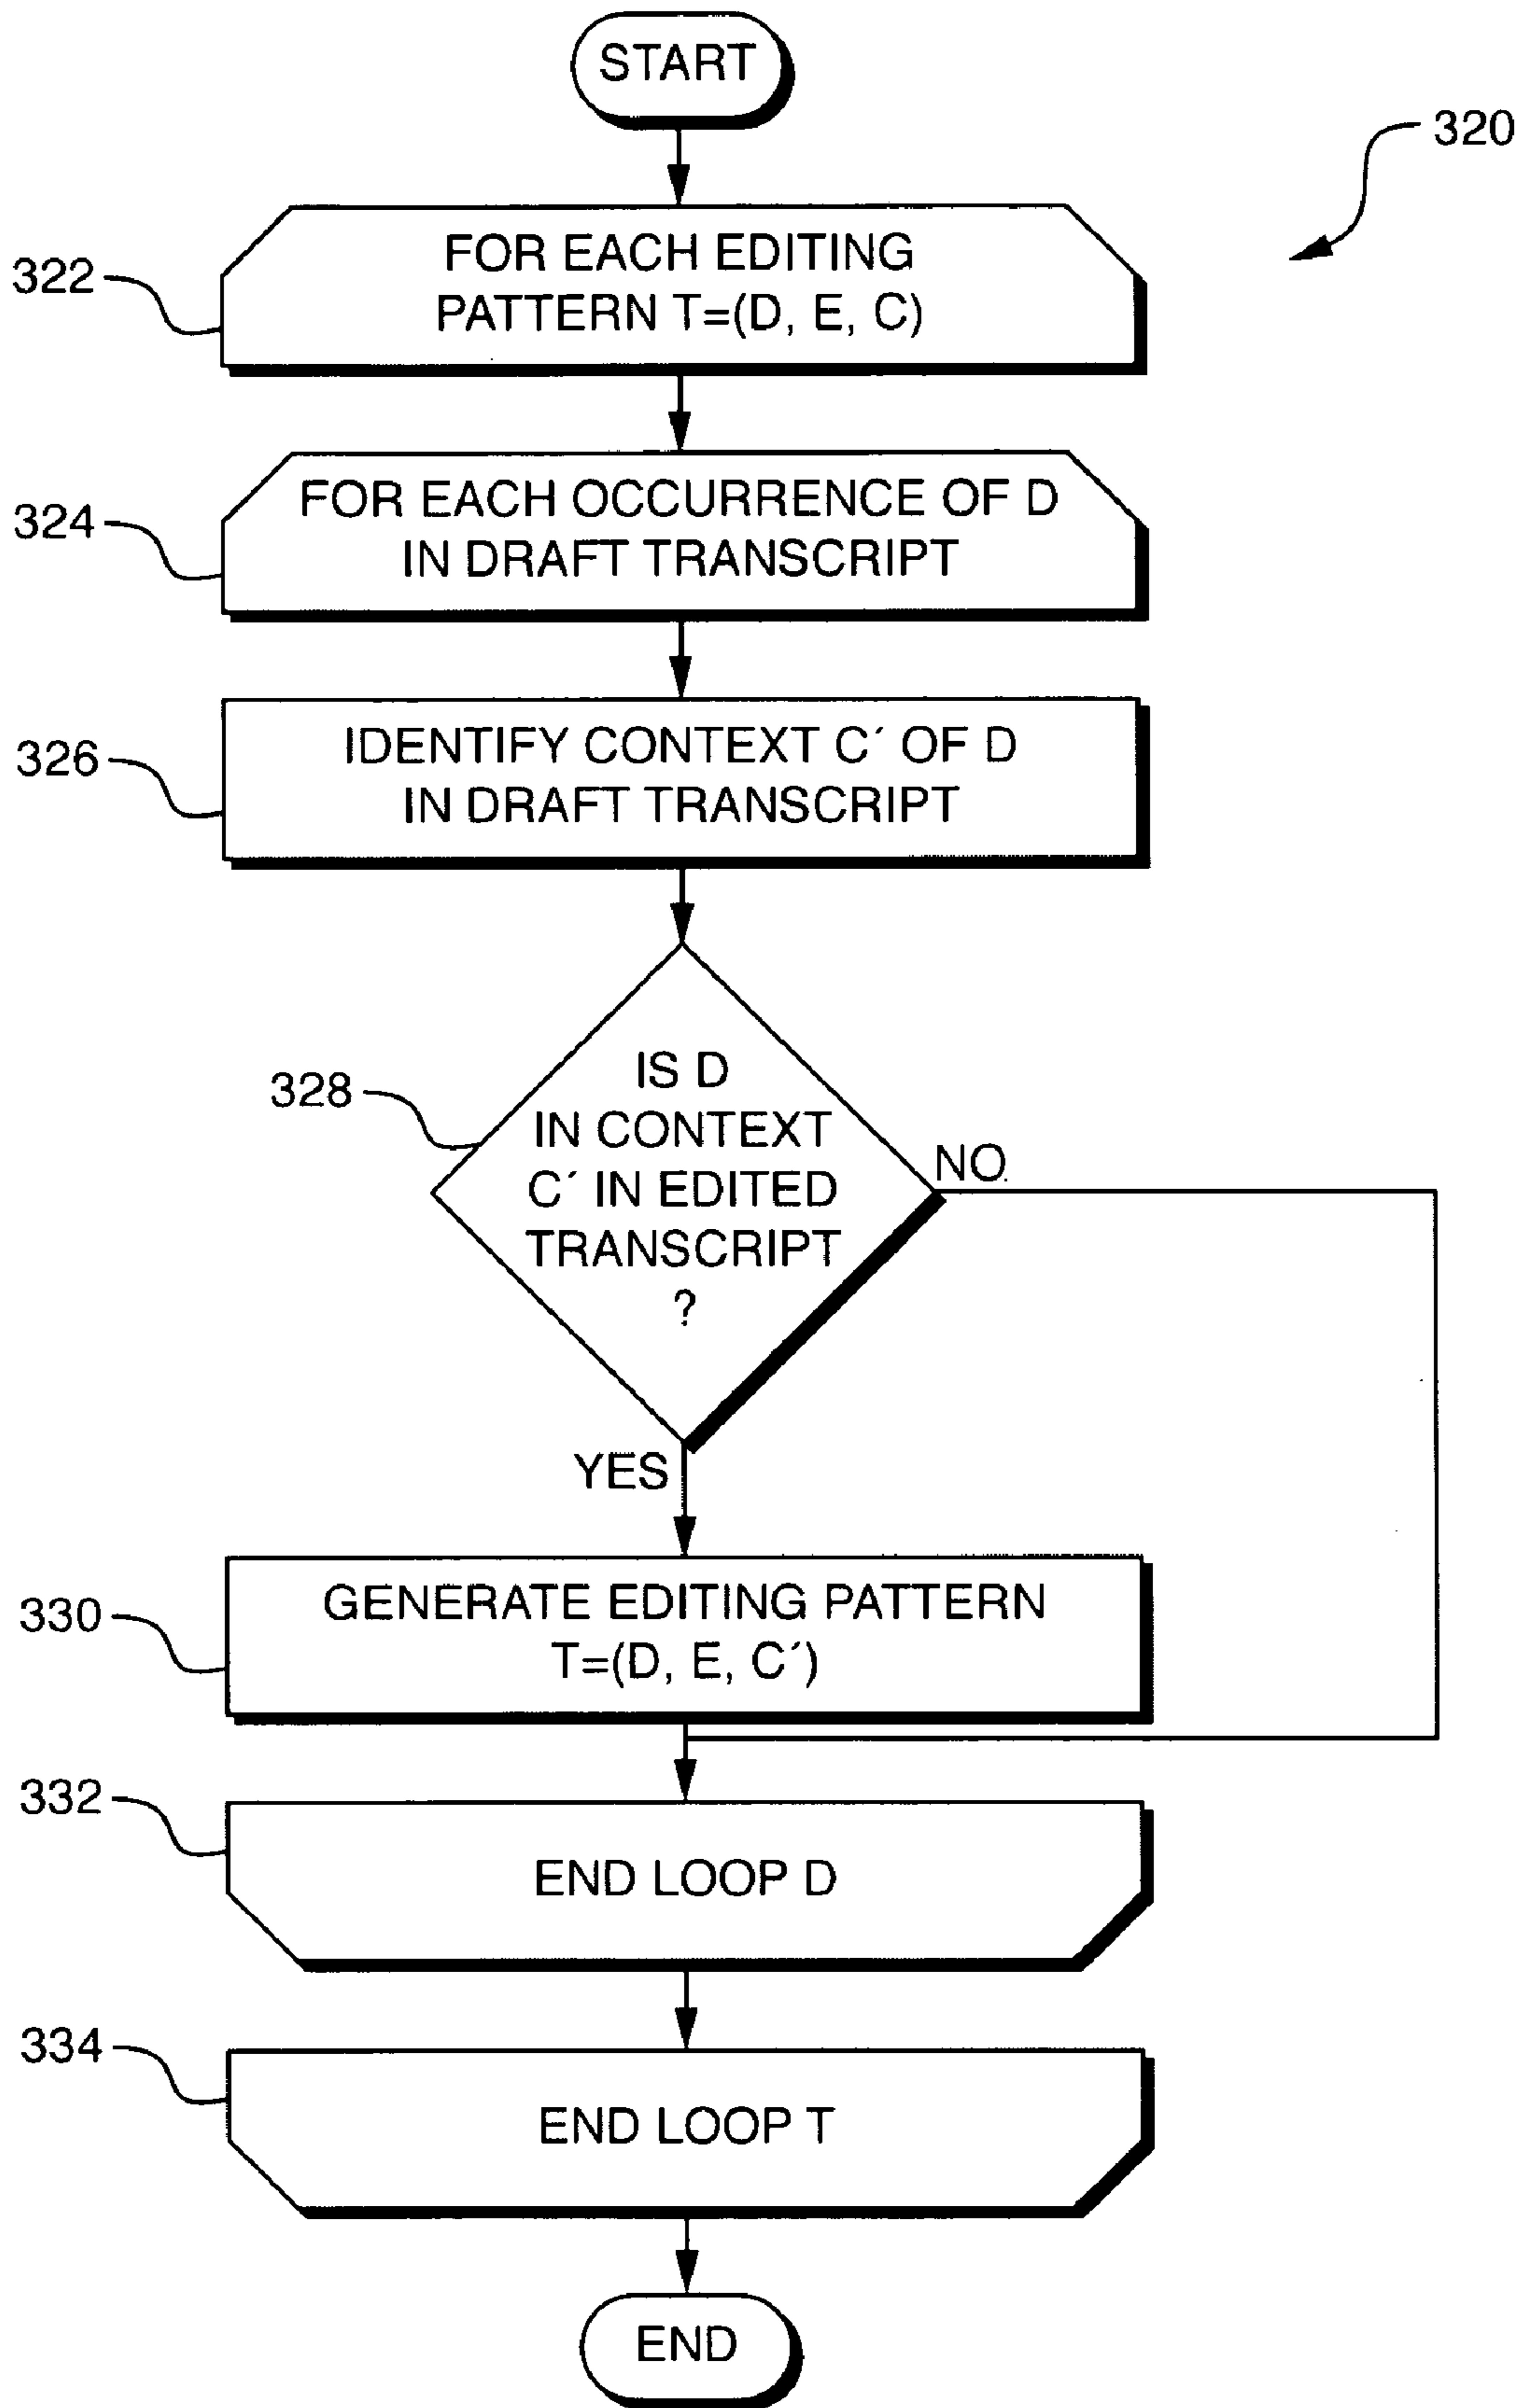 START
320
322
FOR EACH EDITING
PATTERN T=(D, E, C)
324
FOR EACH OCCURRENCE OF D
IN DRAFT TRANSCRIPT
326
IDENTIFY CONTEXT C´ OF D
IN DRAFT TRANSCRIPT
328
IS D
IN CONTEXT
C´ IN EDITED
TRANSCRIPT
?
NO
YES
330
GENERATE EDITING PATTERN
T=(D, E, C´)
332
END LOOP D
334
END LOOP T
END